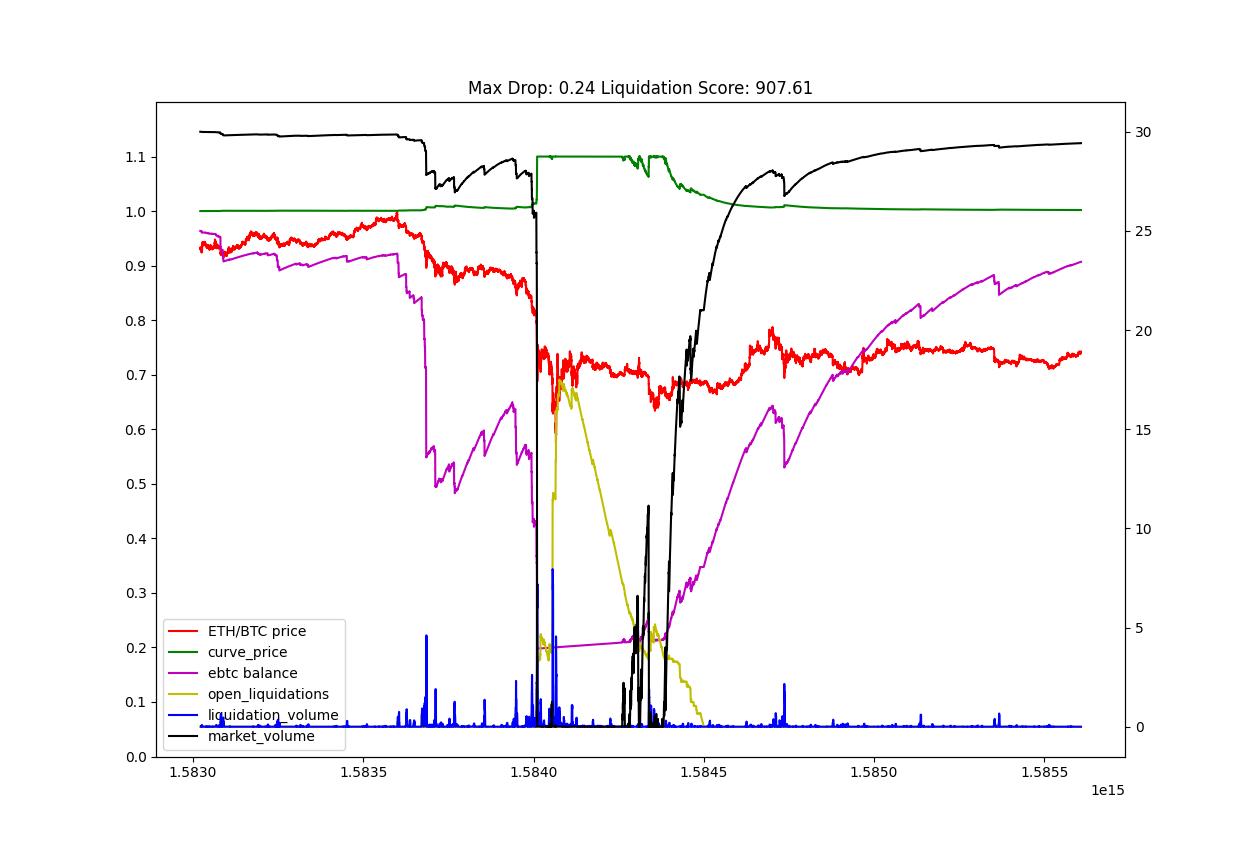 Max Drop: 0.24 Liquidation Score: 907.61
1.1
1.0
0.9
0.8
0.7
0.6
0.5
0.4
0.3
0.2
0.1
0.0
30
25
20
15
10
5
0
ETH/BTC price
curve_price
ebtc balance
open_liquidations
liquidation_volume
market_volume
1.5830 1.5835 1.5840 1.5845 1.5850 1.5855
1e15